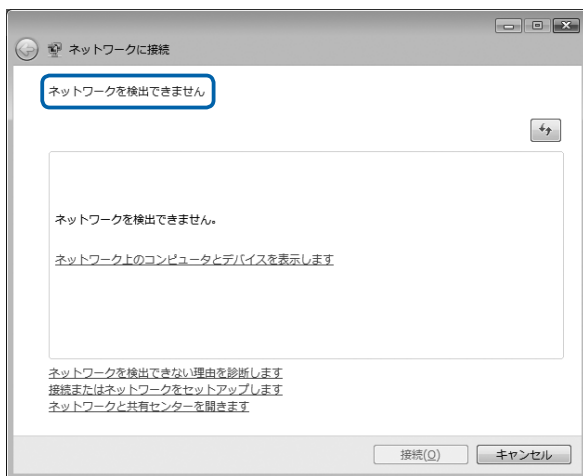 ネットワークに接続
ネットワークを検出できません
ネットワークを検出できません。
ネットワーク上のコンピュータとデバイスを表示します
ネットワークを検出できない理由を診断します
接続またはネットワークをセットアップします
ネットワークと共有センターを開きます
接続(O) キャンセル